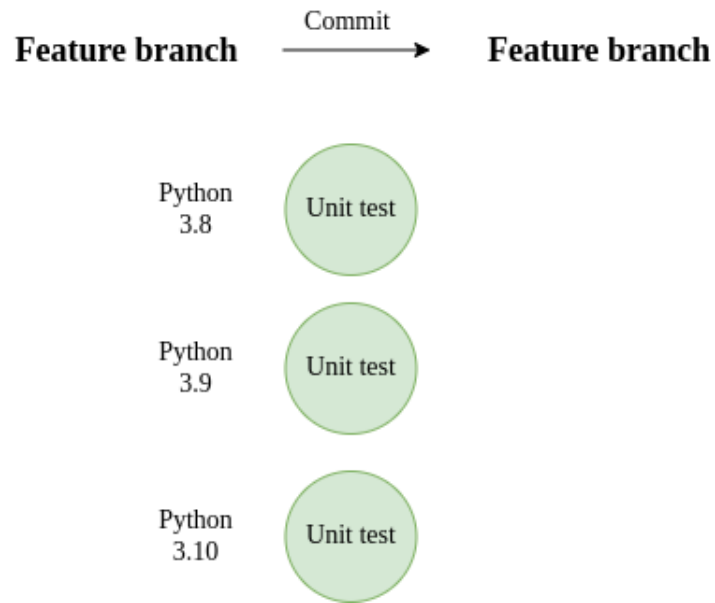 Commit
Feature branch
Feature branch
Python
3.8
Unit test
Python
3.9
Unit test
Python
3.10
Unit test